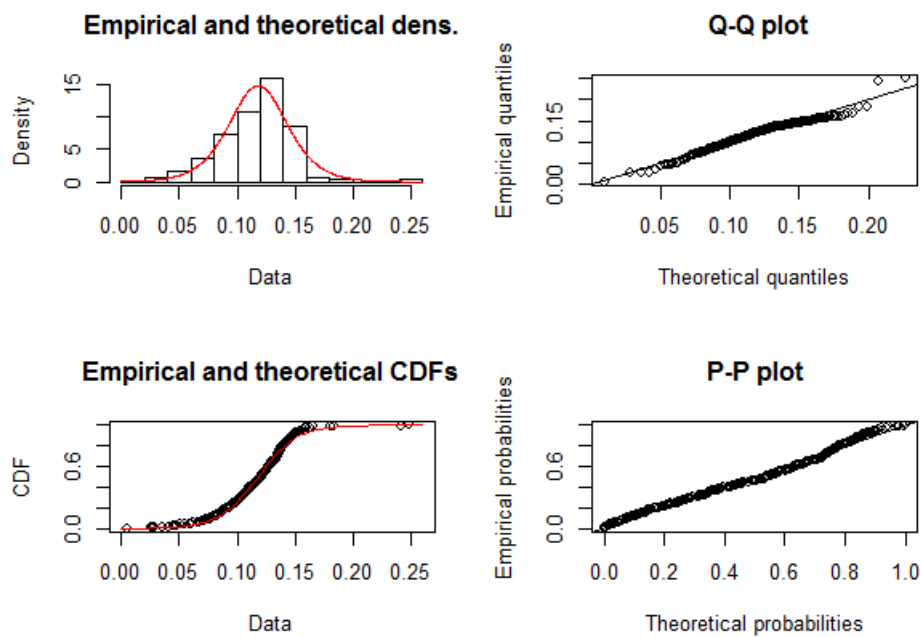 Empirical and theoretical dens.
Density
15
5
0
0.00 0.05 0.10 0.15 0.20 0.25
Data
Q-Q plot
Empirical quantiles
0.15
0.00
0.05 0.10 0.15 0.20
Theoretical quantiles
Empirical and theoretical CDFs
CDF
0.6
0.0
0.00 0.05 0.10 0.15 0.20 0.25
Data
P-P plot
Empirical probabilities
0.6
0.0
0.0 0.2 0.4 0.6 0.8 1.0
Theoretical probabilities